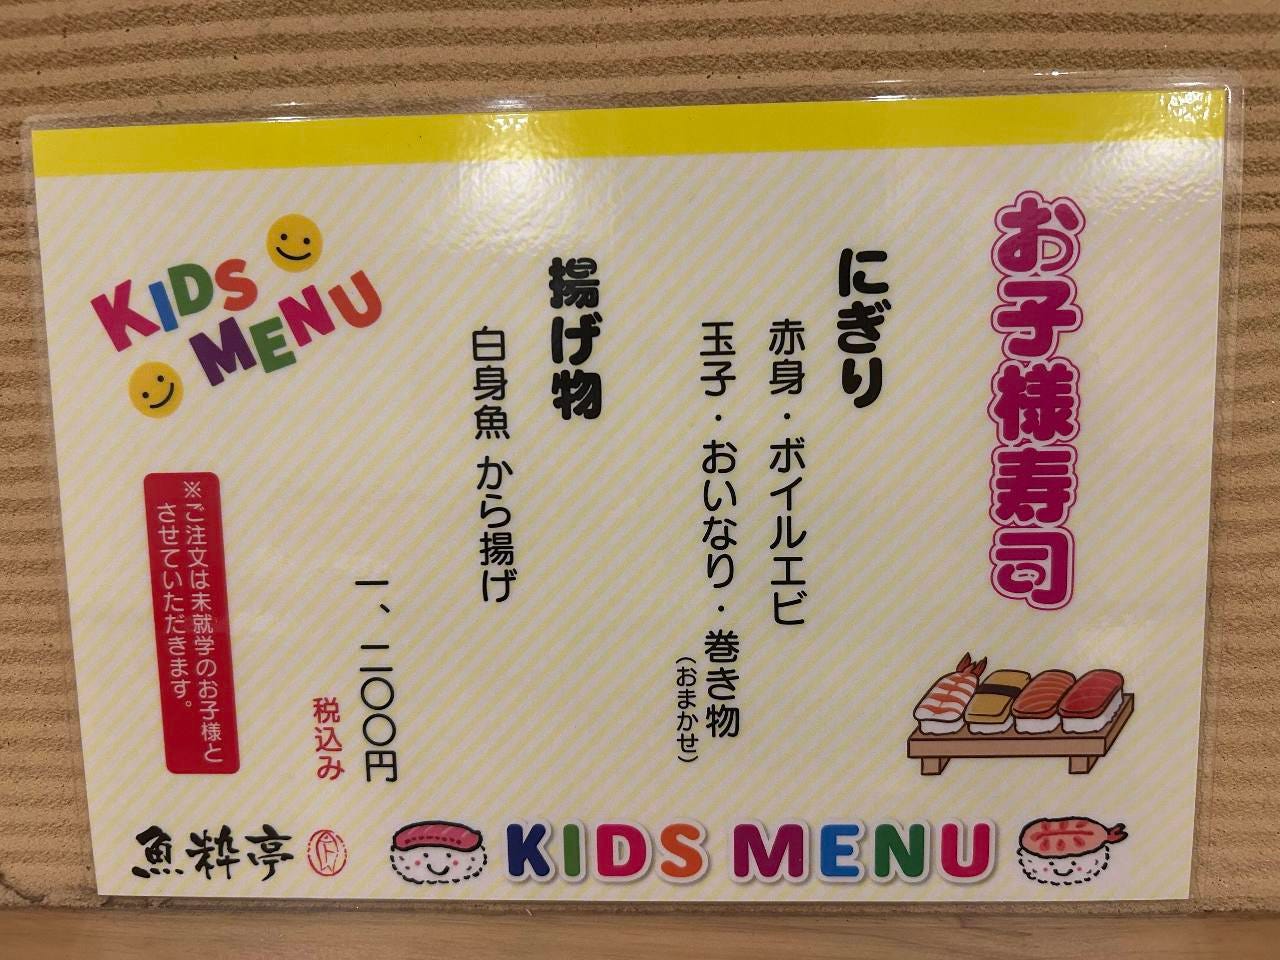 お子様寿司
にぎり
赤身・ボイルエビ
玉子・おいなり・巻き物
(おまかせ)
揚げ物
白身魚 から揚げ
一、二〇〇円
税込み
KIDS
MENU
※ご注文は未就学のお子様と
させていただきます。
魚粋亭
KIDS MENU